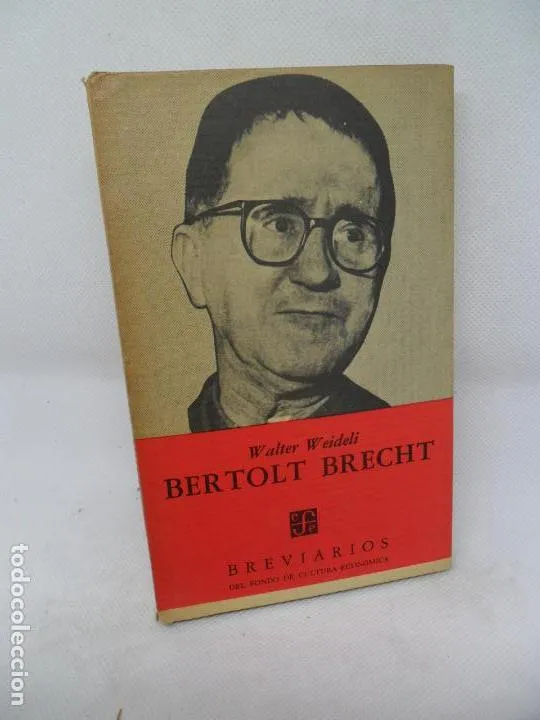 Walter Weideli
BERTOLT BRECHT
c f e
BREVIARIOS
DEL FONDO DE CULTURA ECONÓMICA
todocoleccion